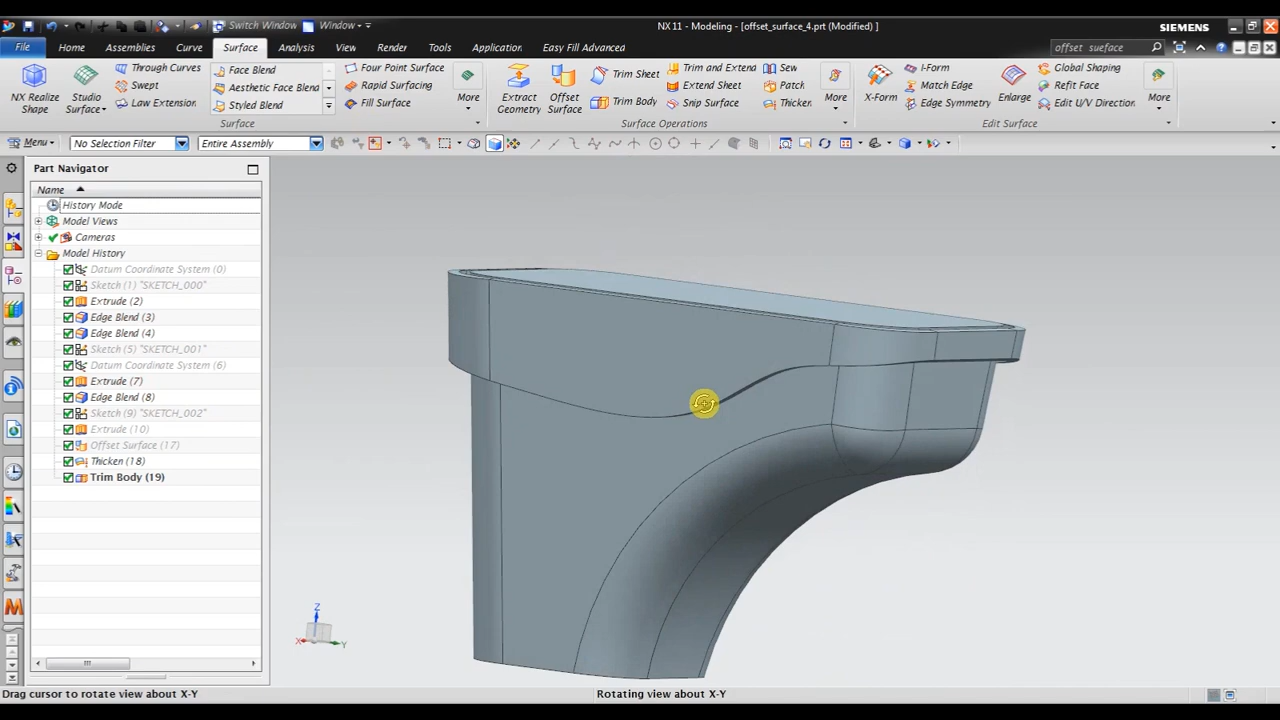 Switch Window Window NX 11 - Modeling - [offset_surface_4.prt (Modified) ] SIEMENS
File Home Assemblies Curve Surface Analysis View Render Tools Application Easy Fill Advanced offset sueface
NX Realize Shape
Studio Surface
Through Curves
Swept
Law Extension
Face Blend
Aesthetic Face Blend
Styled Blend
Four Point Surface
Rapid Surfacing
Fill Surface
More
Surface
Extract Geometry
Offset Surface
Trim Sheet
Trim Body
Trim and Extend
Extend Sheet
Snip Surface
Sew
Patch
Thicken
More
Surface Operations
X-Form
I-Form
Match Edge
Edge Symmetry
Enlarge
Global Shaping
Refit Face
Edit U/V Direction
More
Edit Surface
Menu No Selection Filter Entire Assembly
Part Navigator
Name
History Mode
Model Views
Cameras
Model History
Datum Coordinate System (0)
Sketch (1) "SKETCH_000"
Extrude (2)
Edge Blend (3)
Edge Blend (4)
Sketch (5) "SKETCH_001"
Datum Coordinate System (6)
Extrude (7)
Edge Blend (8)
Sketch (9) "SKETCH_002"
Extrude (10)
Offset Surface (17)
Thicken (18)
Trim Body (19)
Z
X
Y
Drag cursor to rotate view about X-Y Rotating view about X-Y